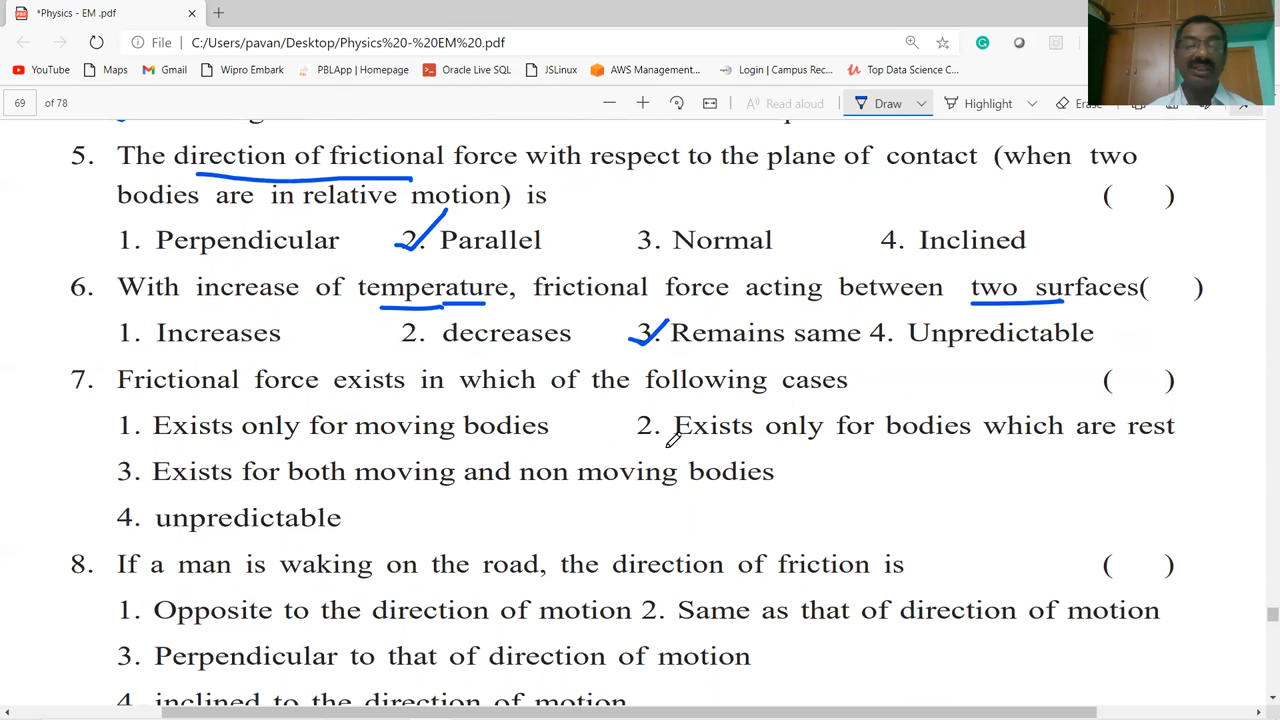 *Physics - EM .pdf
File C:/Users/pavan/Desktop/Physics%20-%20EM%20.pdf
YouTube Maps Gmail Wipro Embark PBLApp | Homepage Oracle Live SQL JSLinux AWS Management... Login | Campus Rec... Top Data Science C...
69 of 78 Read aloud Draw Highlight Erase
5. The direction of frictional force with respect to the plane of contact (when two
bodies are in relative motion) is ( )
1. Perpendicular 2. Parallel 3. Normal 4. Inclined
6. With increase of temperature, frictional force acting between two surfaces( )
1. Increases 2. decreases 3. Remains same 4. Unpredictable
7. Frictional force exists in which of the following cases ( )
1. Exists only for moving bodies 2. Exists only for bodies which are rest
3. Exists for both moving and non moving bodies
4. unpredictable
8. If a man is waking on the road, the direction of friction is ( )
1. Opposite to the direction of motion 2. Same as that of direction of motion
3. Perpendicular to that of direction of motion
4. inclined to the direction of motion